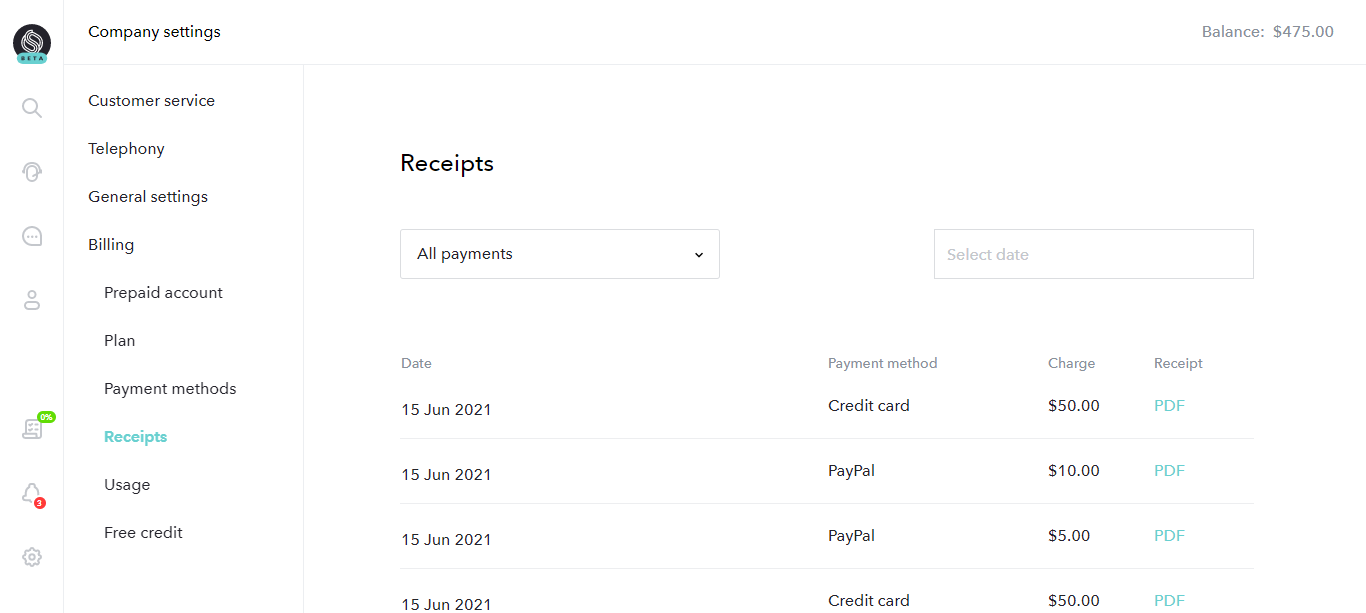 Company settings
Balance: $475.00
BETA
Customer service
Telephony
General settings
Billing
Prepaid account
Plan
Payment methods
Receipts
Usage
Free credit
0%
3
Receipts
All payments
Select date
Date Payment method Charge Receipt
15 Jun 2021 Credit card $50.00 PDF
15 Jun 2021 PayPal $10.00 PDF
15 Jun 2021 PayPal $5.00 PDF
15 Jun 2021 Credit card $50.00 PDF